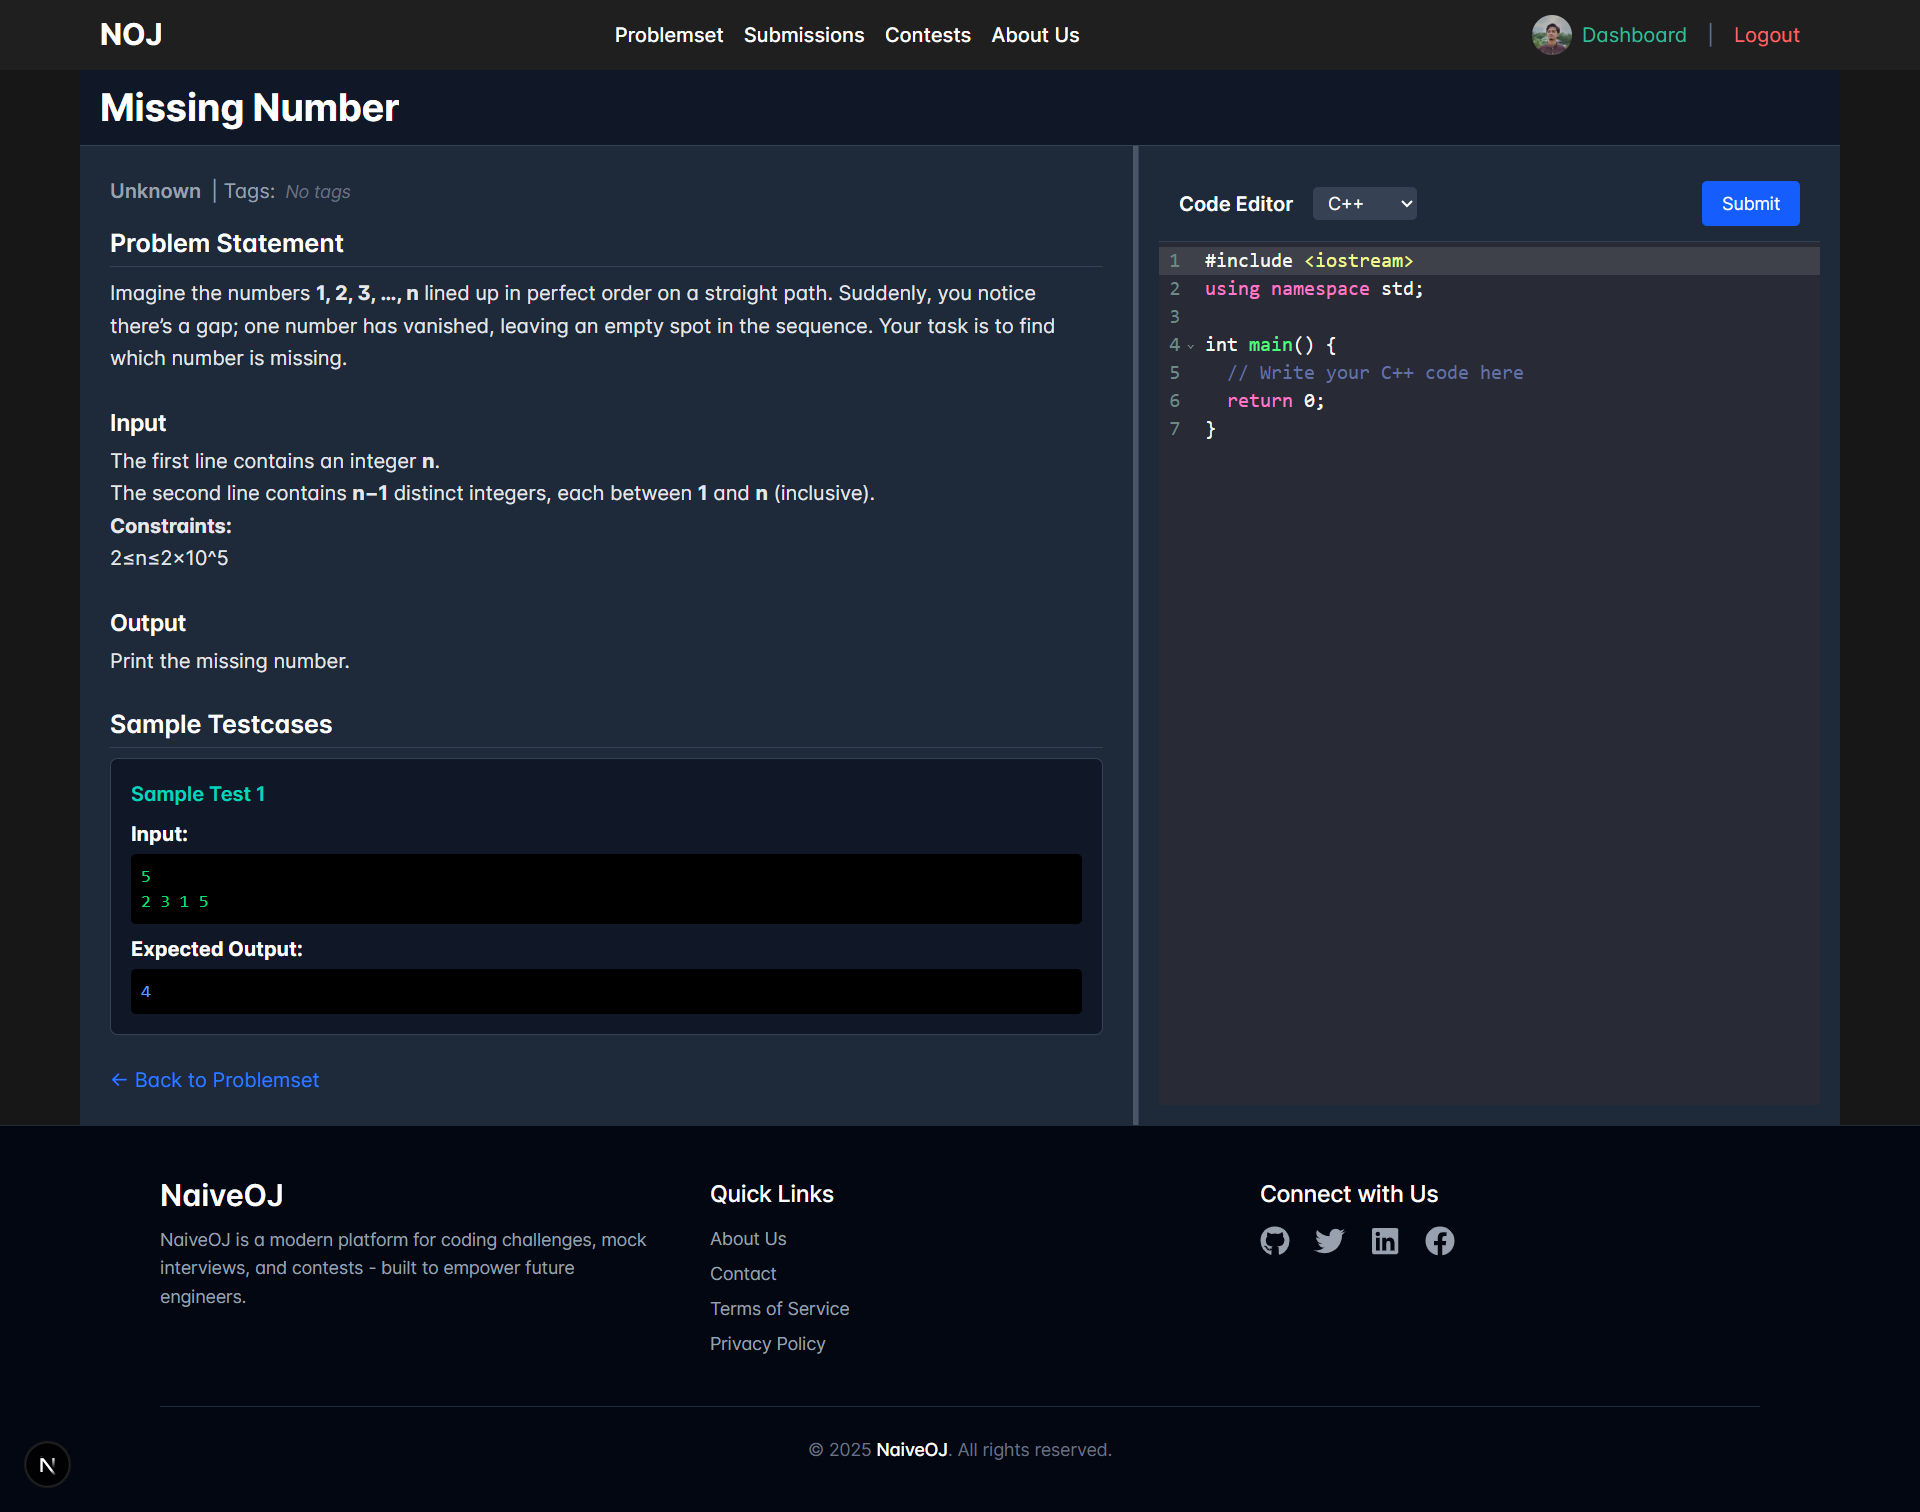 NOJ
Problemset
Submissions
Contests
About Us
Dashboard
|
Logout
Missing Number
Unknown | Tags: No tags
Problem Statement
Imagine the numbers 1, 2, 3, ..., n lined up in perfect order on a straight path. Suddenly, you notice
there’s a gap; one number has vanished, leaving an empty spot in the sequence. Your task is to find
which number is missing.
Input
The first line contains an integer n.
The second line contains n−1 distinct integers, each between 1 and n (inclusive).
Constraints:
2≤n≤2×10^5
Output
Print the missing number.
Sample Testcases
Sample Test 1
Input:
5
2 3 1 5
Expected Output:
4
← Back to Problemset
Code Editor
C++
Submit
1 #include <iostream>
2 using namespace std;
3
4 int main() {
5 // Write your C++ code here
6 return 0;
7 }
NaiveOJ
NaiveOJ is a modern platform for coding challenges, mock
interviews, and contests - built to empower future
engineers.
Quick Links
About Us
Contact
Terms of Service
Privacy Policy
Connect with Us
© 2025 NaiveOJ. All rights reserved.
N